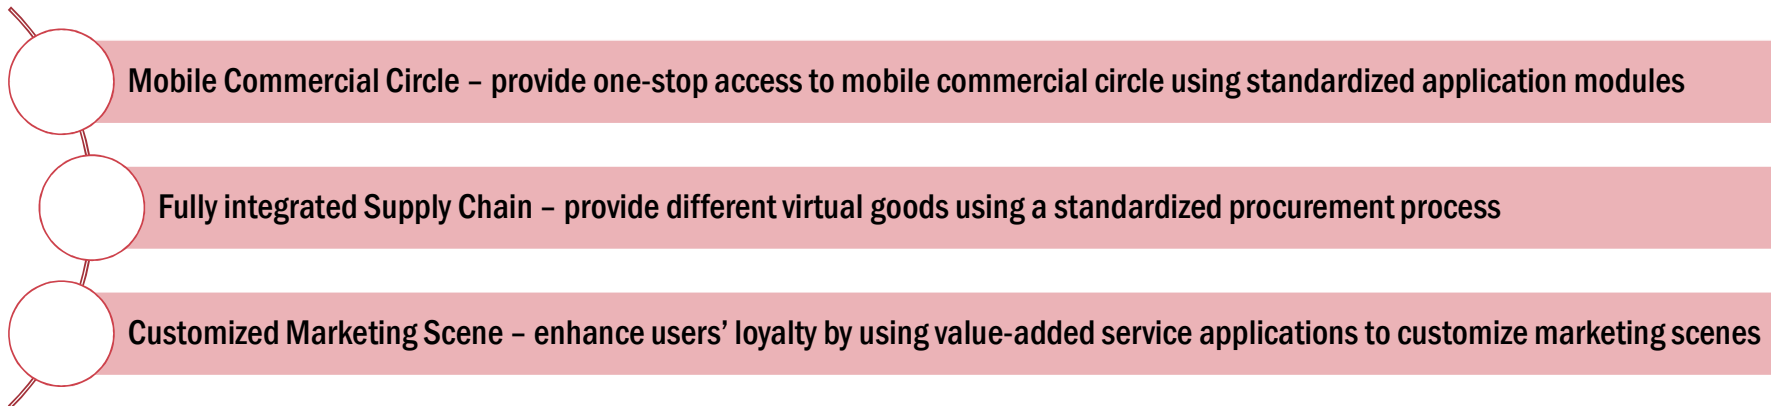 Mobile Commercial Circle – provide one-stop access to mobile commercial circle using standardized application modules
Fully integrated Supply Chain – provide different virtual goods using a standardized procurement process
Customized Marketing Scene – enhance users’ loyalty by using value-added service applications to customize marketing scenes